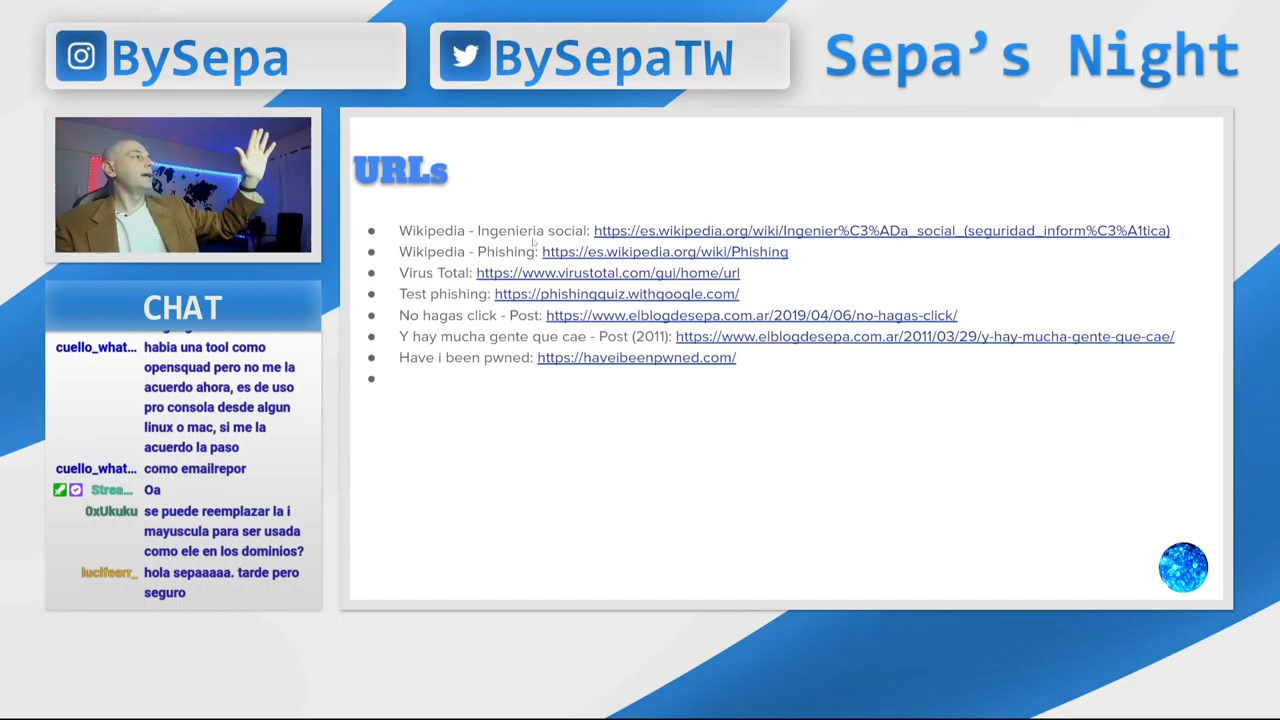 BySepa
BySepaTW
Sepa's Night
URLs
Wikipedia - Ingenieria social: https://es.wikipedia.org/wiki/Ingenier%C3%ADa_social_(seguridad_inform%C3%A1tica)
Wikipedia - Phishing: https://es.wikipedia.org/wiki/Phishing
Virus Total: https://www.virustotal.com/gui/home/url
Test phishing: https://phishingquiz.withgoogle.com/
No hagas click - Post: https://www.elblogdesepa.com.ar/2019/04/06/no-hagas-click/
Y hay mucha gente que cae - Post (2011): https://www.elblogdesepa.com.ar/2011/03/29/y-hay-mucha-gente-que-cae/
Have i been pwned: https://haveibeenpwned.com/
CHAT
cuello_what... habia una tool como
opensquad pero no me la
acuerdo ahora, es de uso
pro consola desde algun
linux o mac, si me la
acuerdo la paso
cuello_what... como emailrepor
Strea... Oa
0xUkuku se puede reemplazar la i
mayuscula para ser usada
como ele en los dominios?
lucifeerr_ hola sepaaaaa. tarde pero
seguro